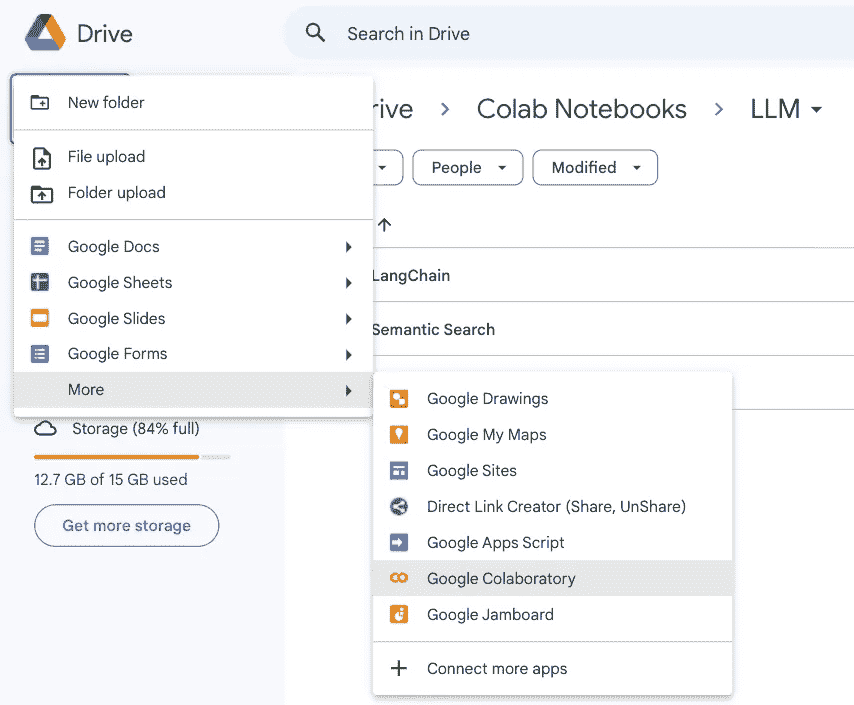 Drive
Search in Drive
New folder
File upload
Folder upload
Google Docs
Google Sheets
Google Slides
Google Forms
More
Storage (84% full)
12.7 GB of 15 GB used
Get more storage
rive > Colab Notebooks > LLM
People
Modified
LangChain
Semantic Search
Google Drawings
Google My Maps
Google Sites
Direct Link Creator (Share, UnShare)
Google Apps Script
Google Colaboratory
Google Jamboard
Connect more apps